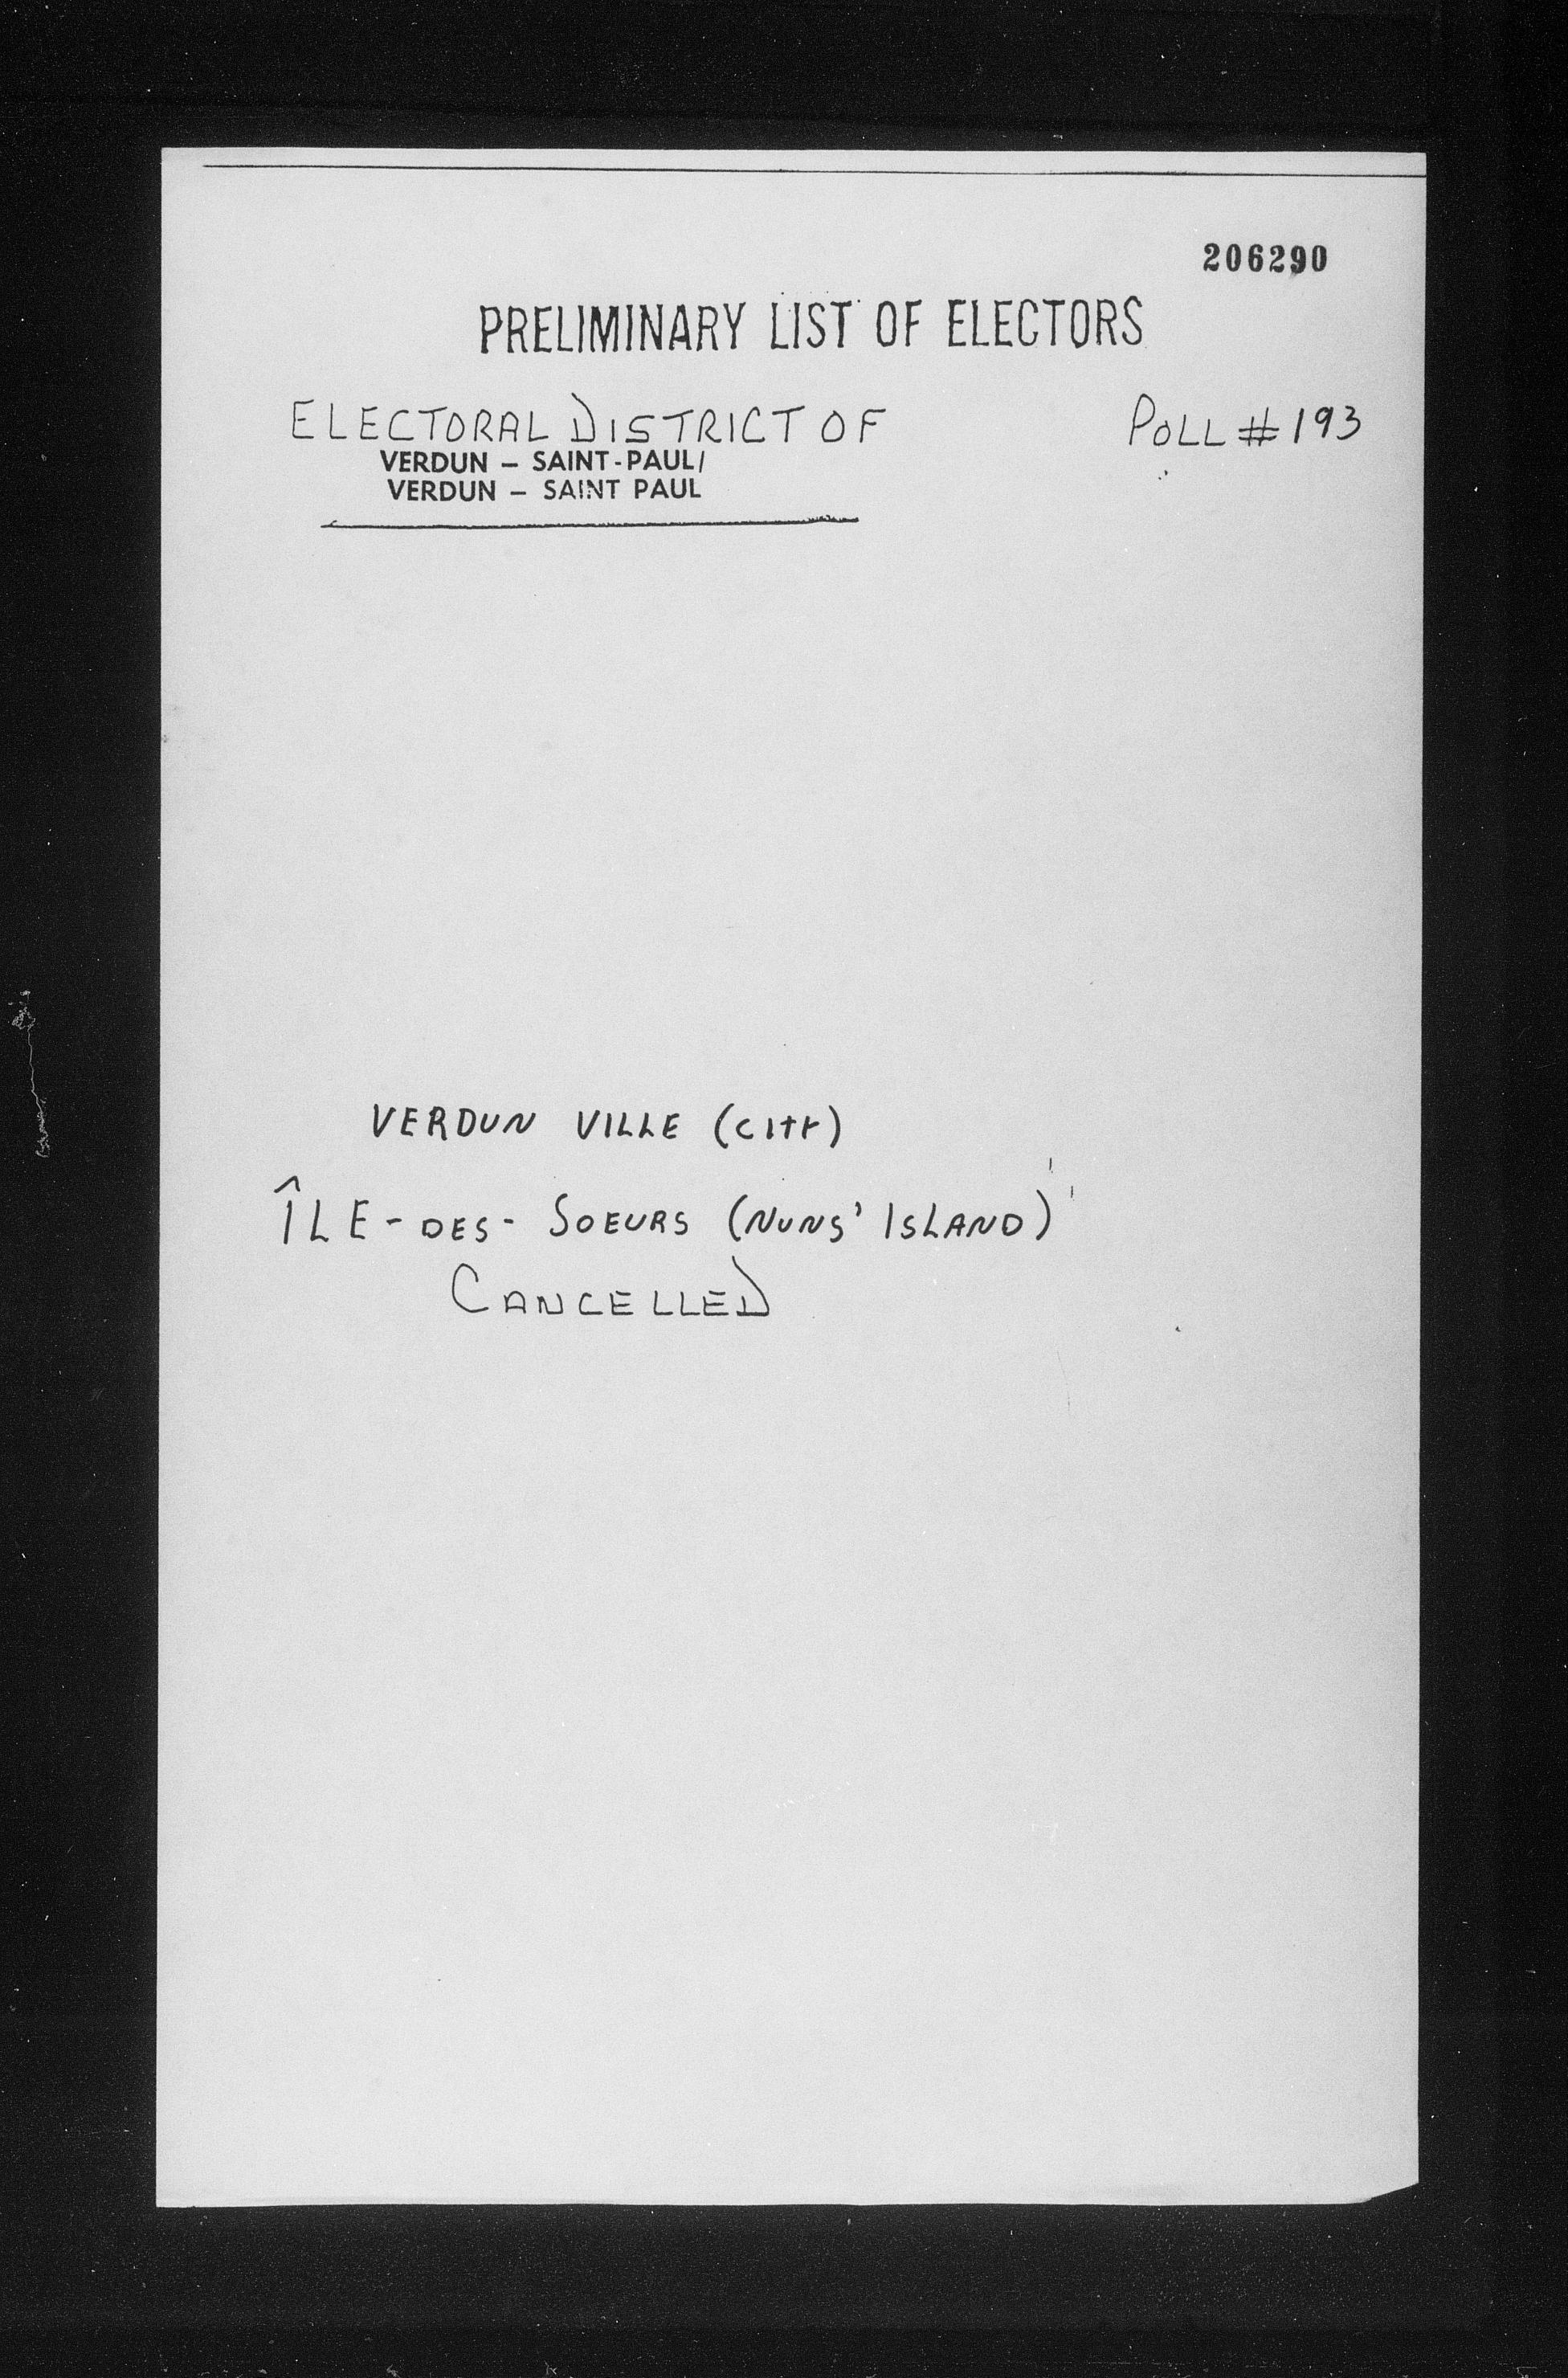 206290
PRELIMINARY LIST OF ELECTORS
ELECTORAL DISTRICT OF POLL # 193
VERDUN – SAINT-PAUL/
VERDUN – SAINT PAUL
VERDUN VILLE (CITY)
ÎLE-DES-SOEURS (NUNS' ISLAND)
CANCELLED